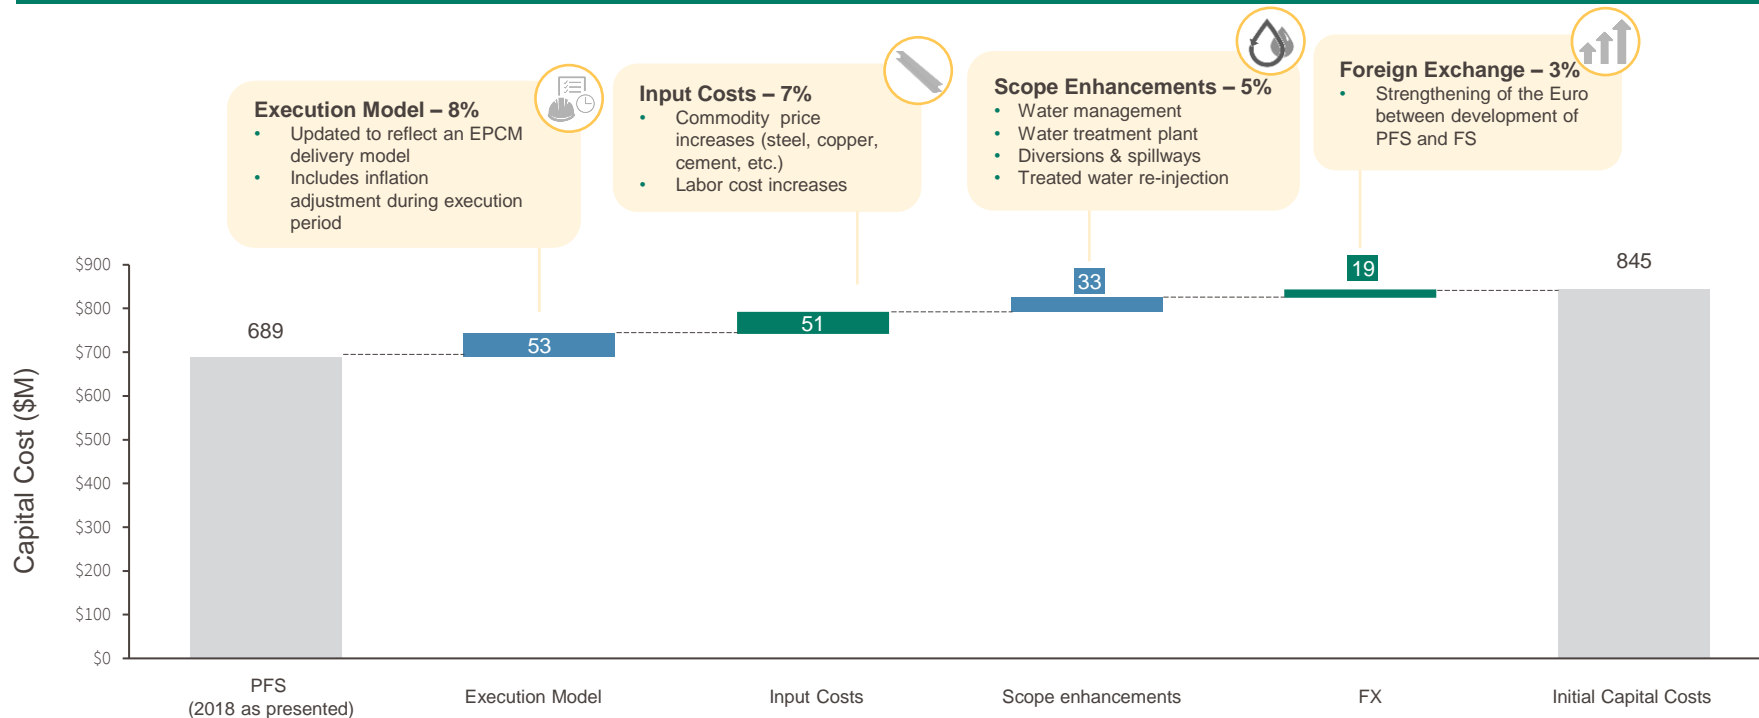 Execution Model – 8%
• Updated to reflect an EPCM
delivery model
• Includes inflation
adjustment during execution
period
Input Costs – 7%
• Commodity price
increases (steel, copper,
cement, etc.)
• Labor cost increases
Scope Enhancements – 5%
• Water management
• Water treatment plant
• Diversions & spillways
• Treated water re-injection
Foreign Exchange – 3%
• Strengthening of the Euro
between development of
PFS and FS
Capital Cost ($M)
$900
$800
$700
$600
$500
$400
$300
$200
$100
$0
689
53
51
33
19
845
PFS
(2018 as presented)
Execution Model
Input Costs
Scope enhancements
FX
Initial Capital Costs